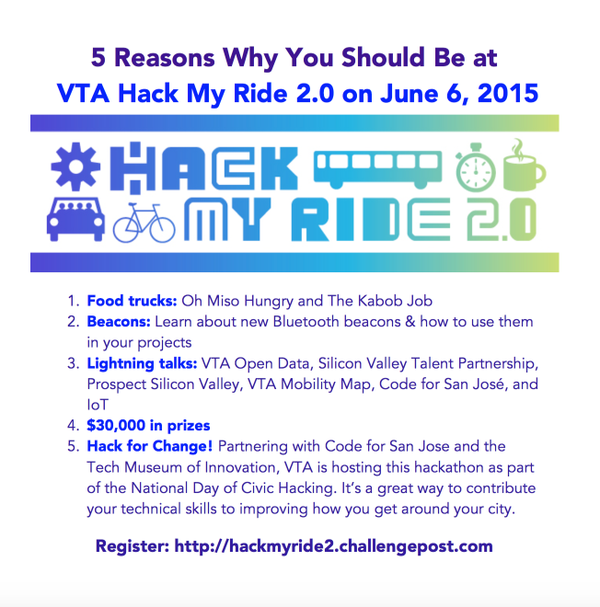 5 Reasons Why You Should Be at
VTA Hack My Ride 2.0 on June 6, 2015
HACK
MY RIDE 2.0
1. Food trucks: Oh Miso Hungry and The Kabob Job
2. Beacons: Learn about new Bluetooth beacons & how to use them
in your projects
3. Lightning talks: VTA Open Data, Silicon Valley Talent Partnership,
Prospect Silicon Valley, VTA Mobility Map, Code for San José, and
IoT
4. $30,000 in prizes
5. Hack for Change! Partnering with Code for San Jose and the
Tech Museum of Innovation, VTA is hosting this hackathon as part
of the National Day of Civic Hacking. It’s a great way to contribute
your technical skills to improving how you get around your city.
Register: http://hackmyride2.challengepost.com